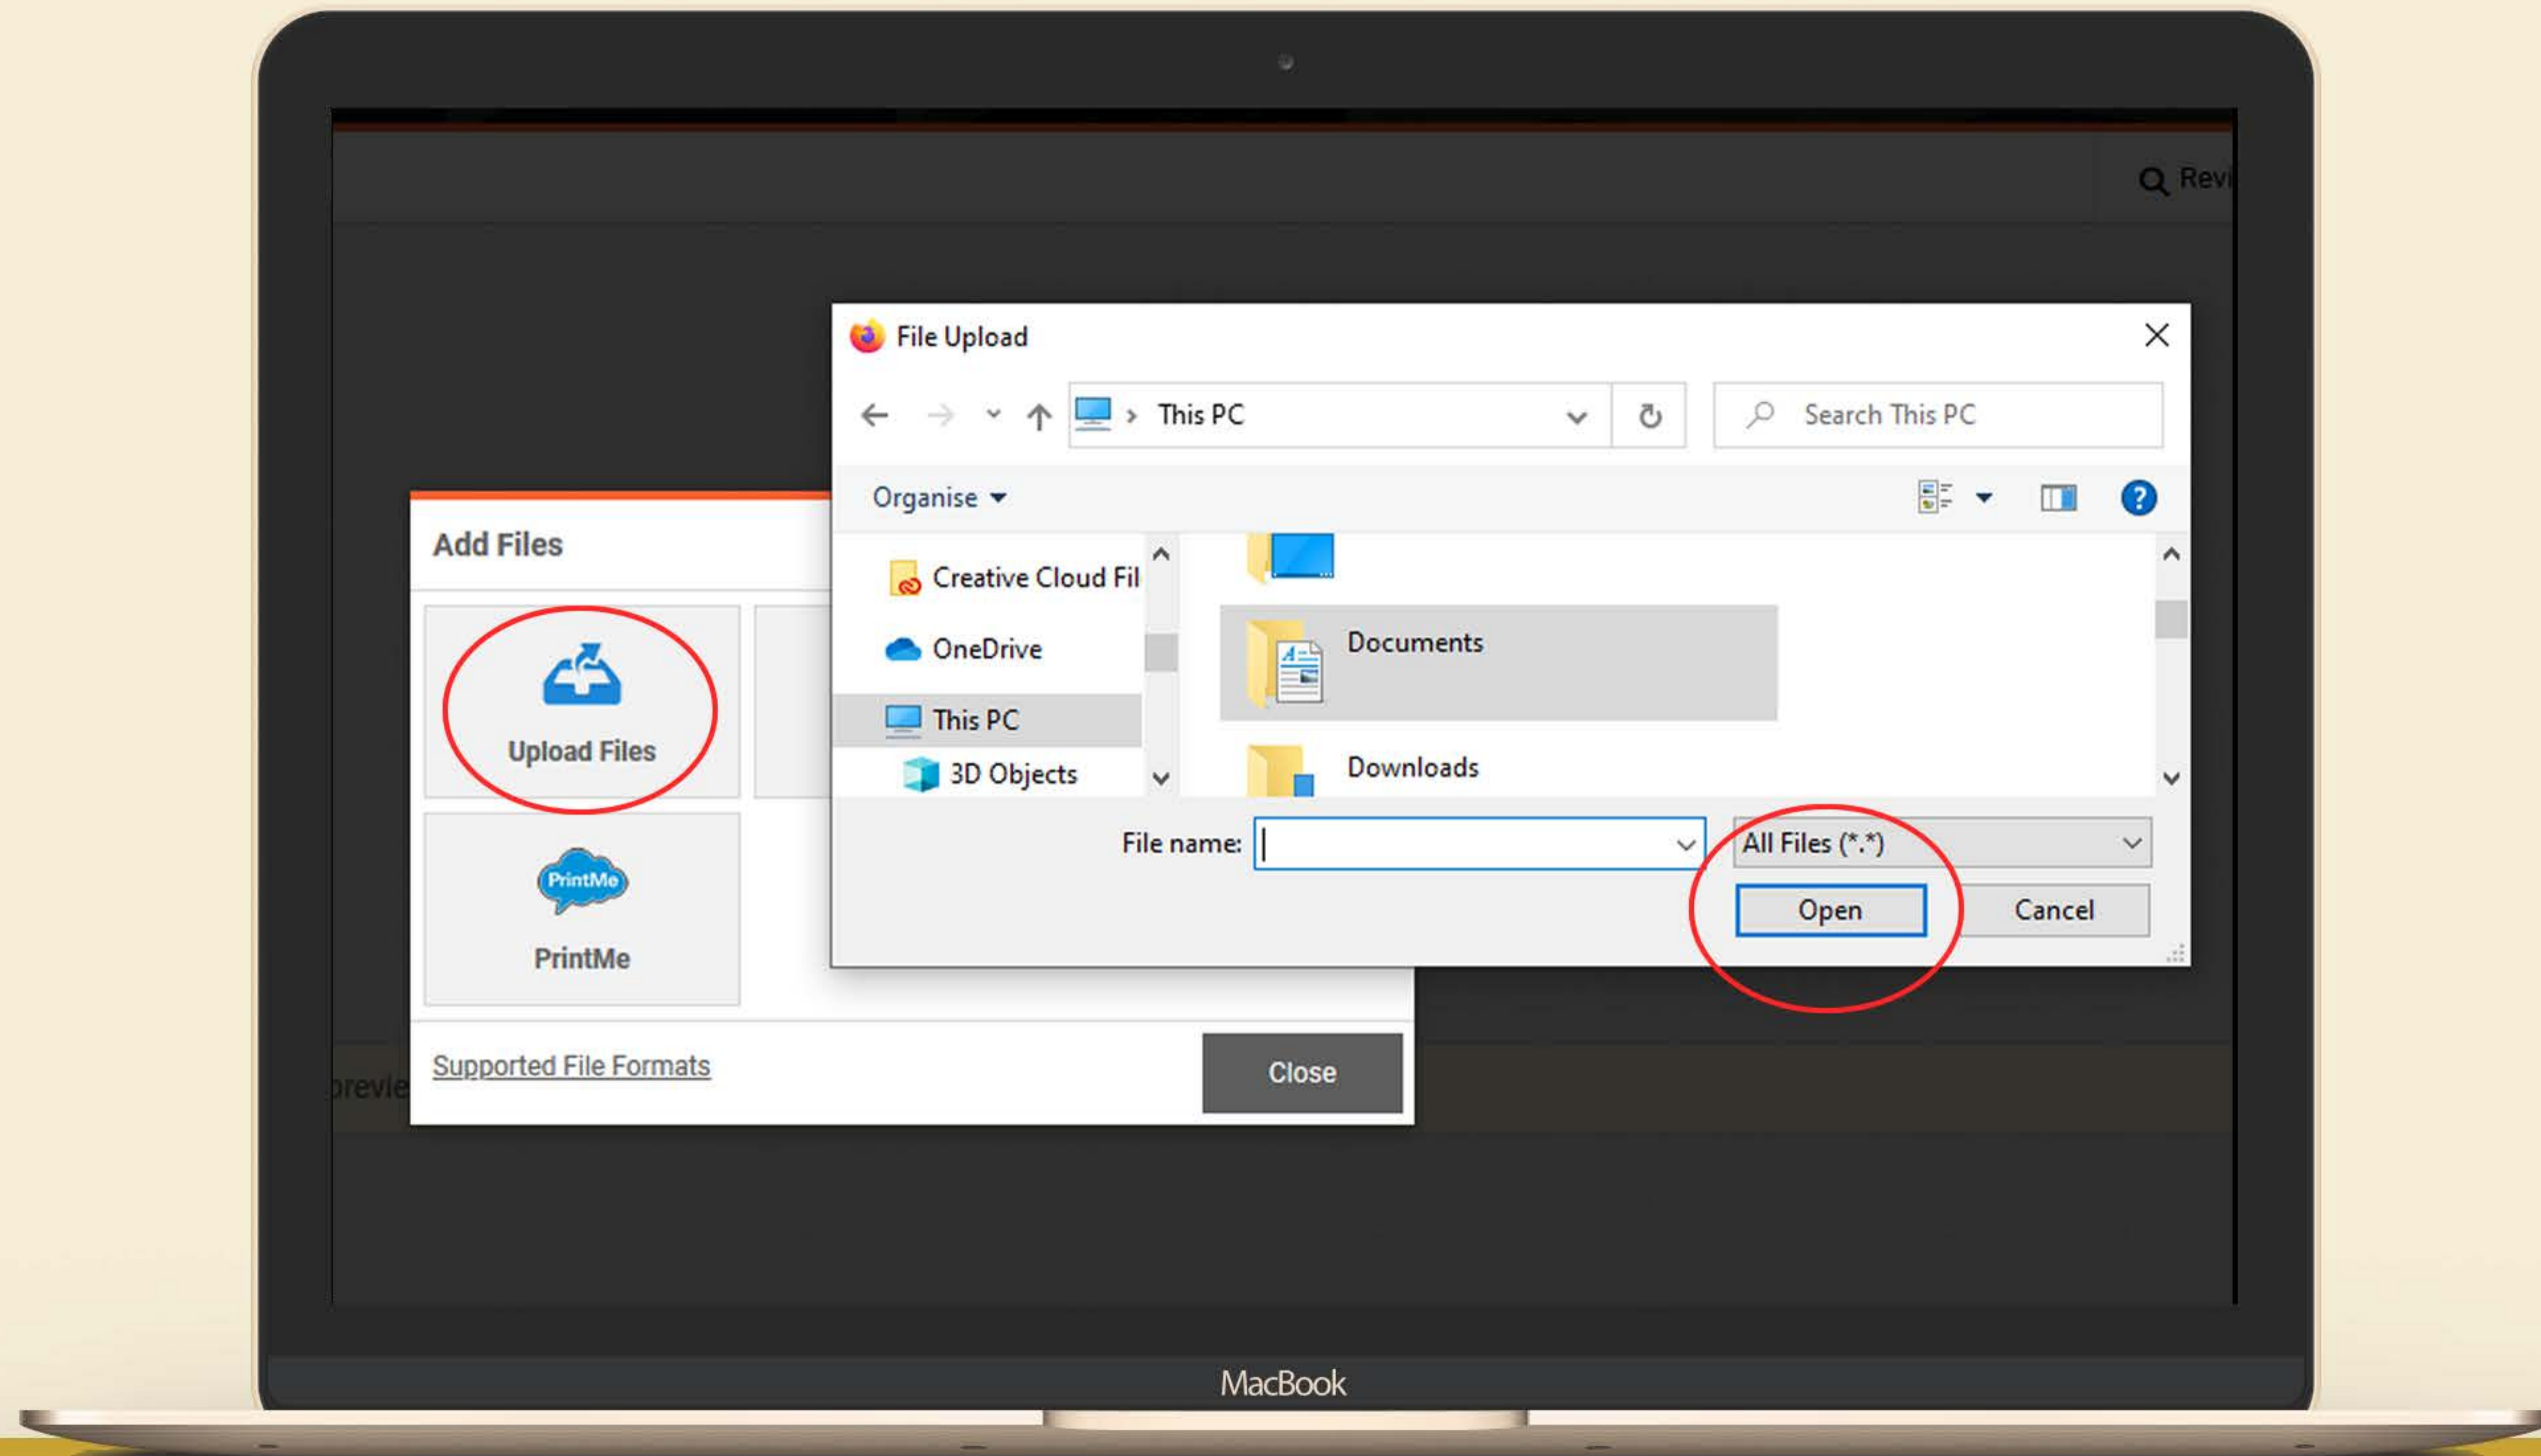 Revi
File Upload
This PC
Search This PC
Organise
Add Files
Creative Cloud Fil
OneDrive
Documents
This PC
Upload Files
3D Objects
Downloads
File name:
All Files (*.*)
Open
Cancel
PrintMe
PrintMe
Supported File Formats
Close
previe
MacBook